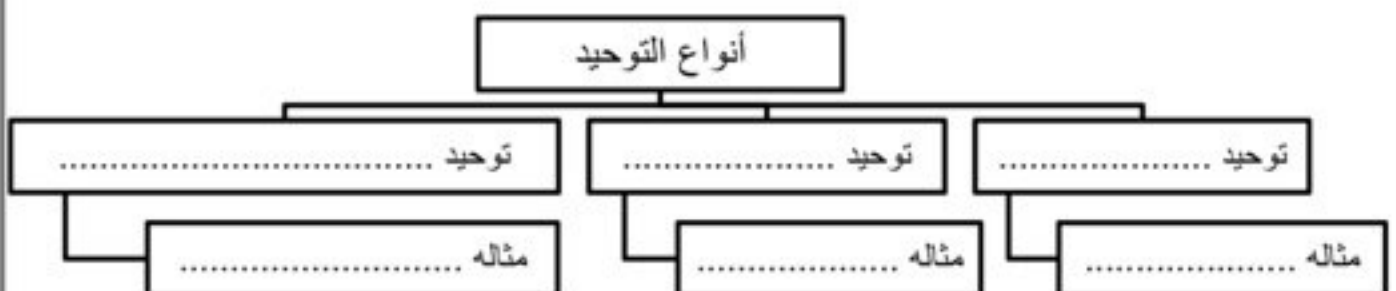 أنواع التوحيد
توحيد .....................
توحيد .....................
توحيد .....................................
مثاله .....................
مثاله ....................
مثاله ............................